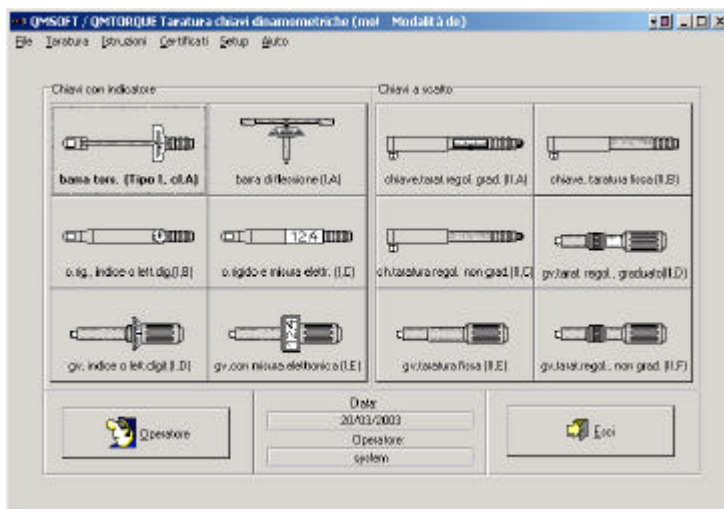 QMSOFT / QMTORQUE Taratura chiavi dinamometriche (mol Modalità de)
File Taratura Istruzioni Certificati Setup Aiuto
Chiavi con indicatore
Chiavi a scatto
barra tors. (Tipo I, cl.A)
barra di flessione (I,A)
chiave,tarat.regol. grad. (II.A)
chiave, taratura fissa (II,B)
o.rig., indice o lett.dig.(I,B)
12,4
o.rigido e misura elettr. (I,C)
ch.taratura regol. non grad.(II,C)
gv.tarat. regol., graduato(II.D)
gv. indice o lett.digit.(I.D)
gv.con misura elettronica (I.E)
gv.taratura fissa (II.E)
gv.tarat.regol., non grad. (II,F)
Operatore
Data:
20/03/2003
Operatore:
system
Esci